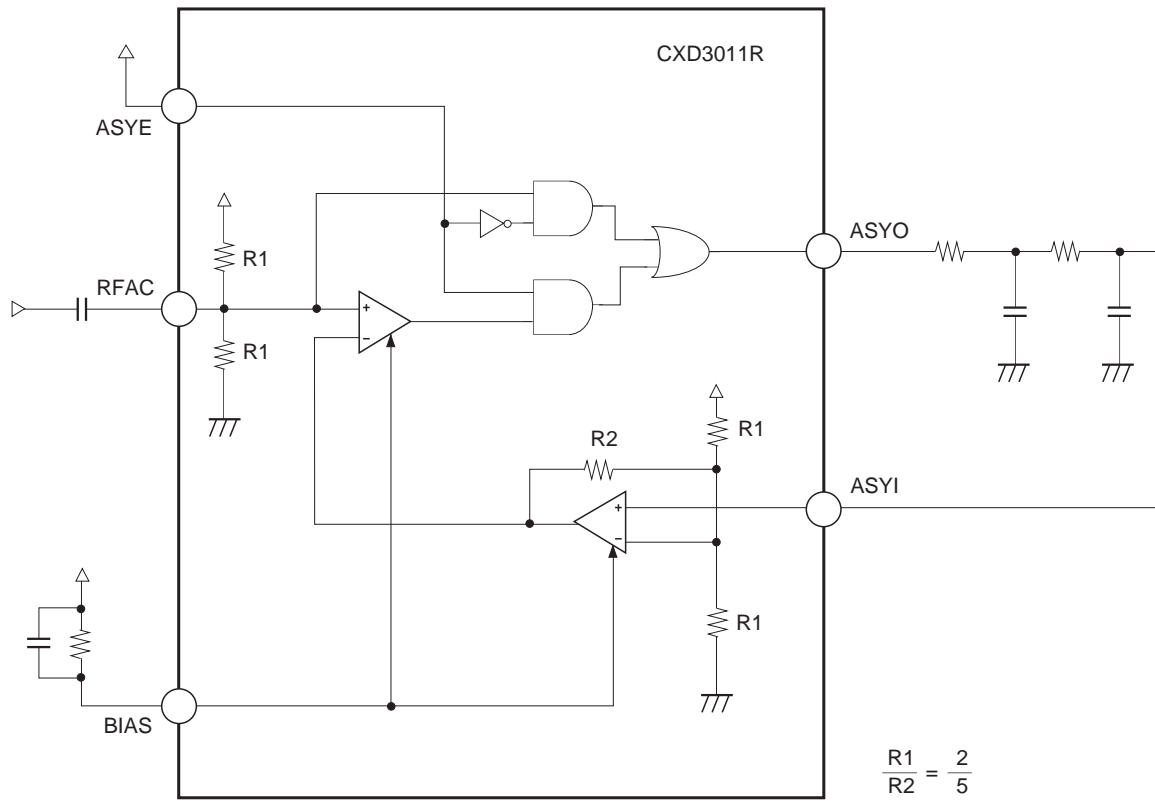 CXD3011R
ASYE
R1
ASYO
RFAC
+
−
R1
R1
R2
ASYI
+
−
R1
BIAS
R1/R2 = 2/5